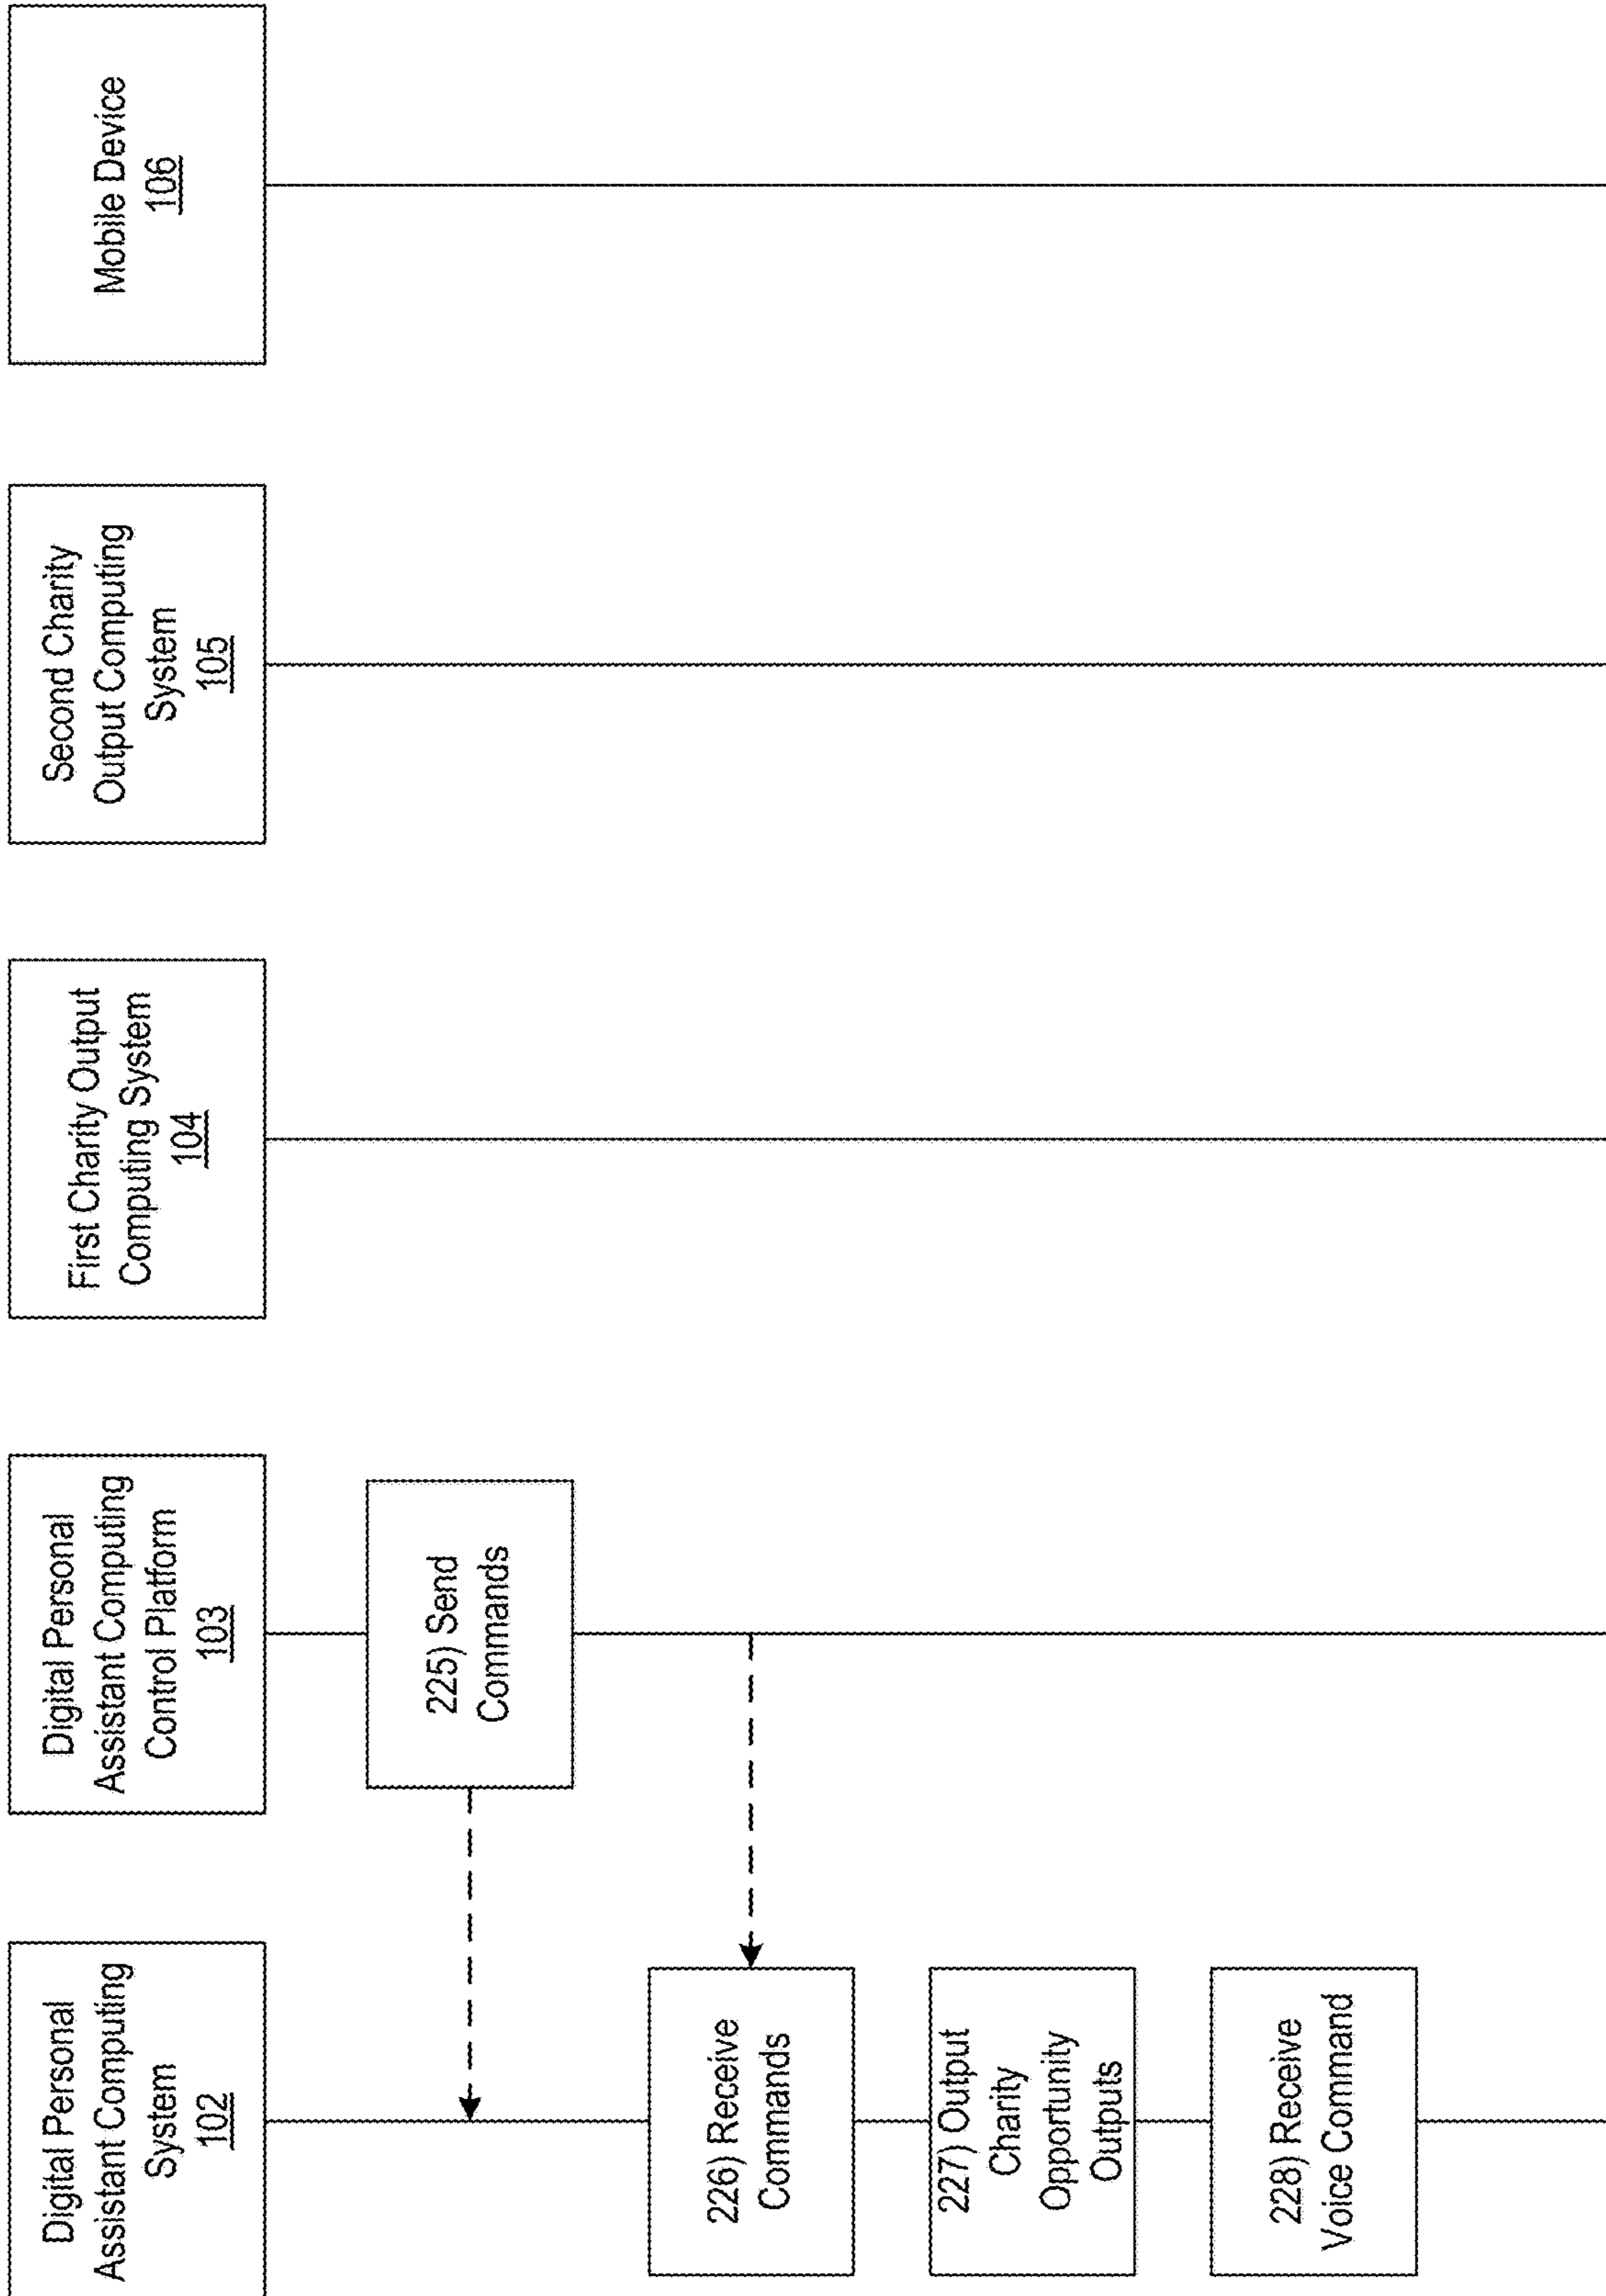 Digital Personal
Assistant Computing
System
102
Digital Personal
Assistant Computing
Control Platform
103
First Charity Output
Computing System
104
Second Charity
Output Computing
System
105
Mobile Device
106
225) Send
Commands
226) Receive
Commands
227) Output
Charity
Opportunity
Outputs
228) Receive
Voice Command